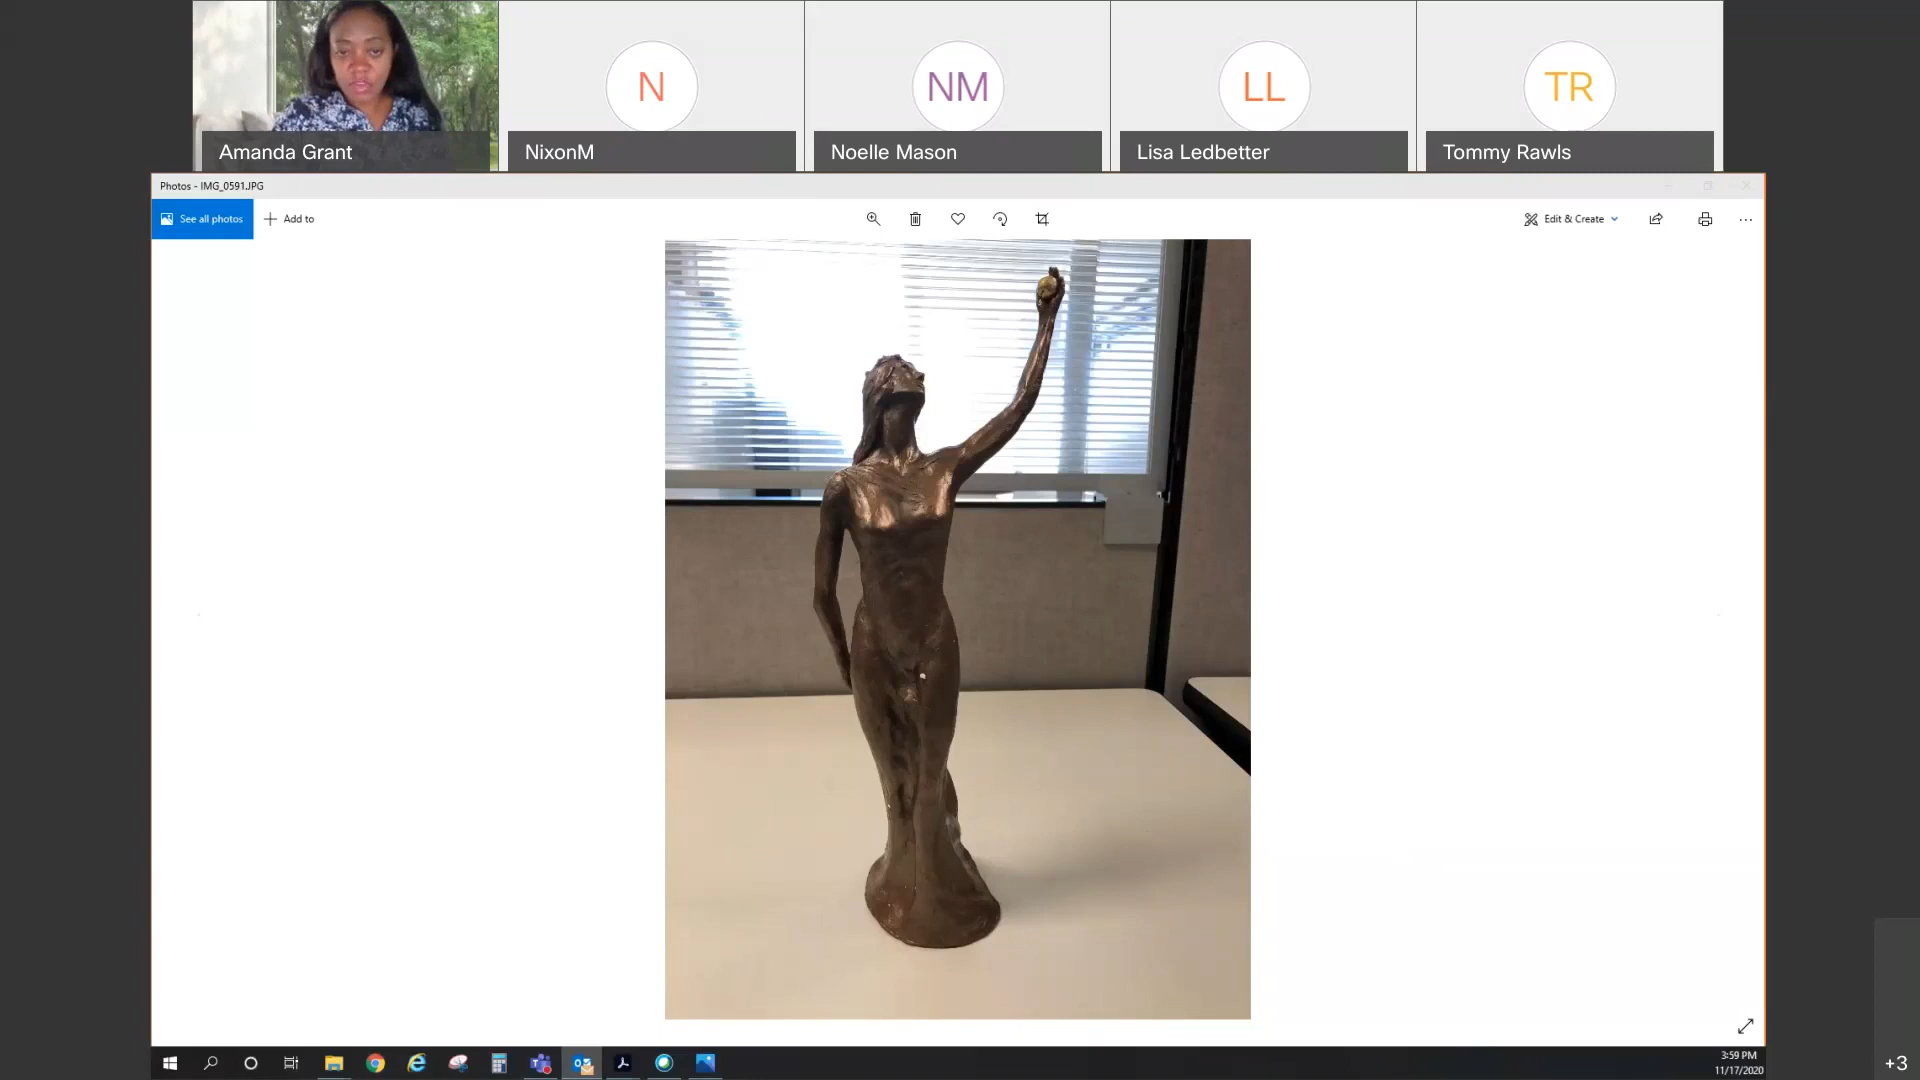 N
NM
LL
TR
Amanda Grant
NixonM
Noelle Mason
Lisa Ledbetter
Tommy Rawls
Photos - IMG_0591.JPG
See all photos
Add to
Edit & Create
3:59 PM
11/17/2020
+3